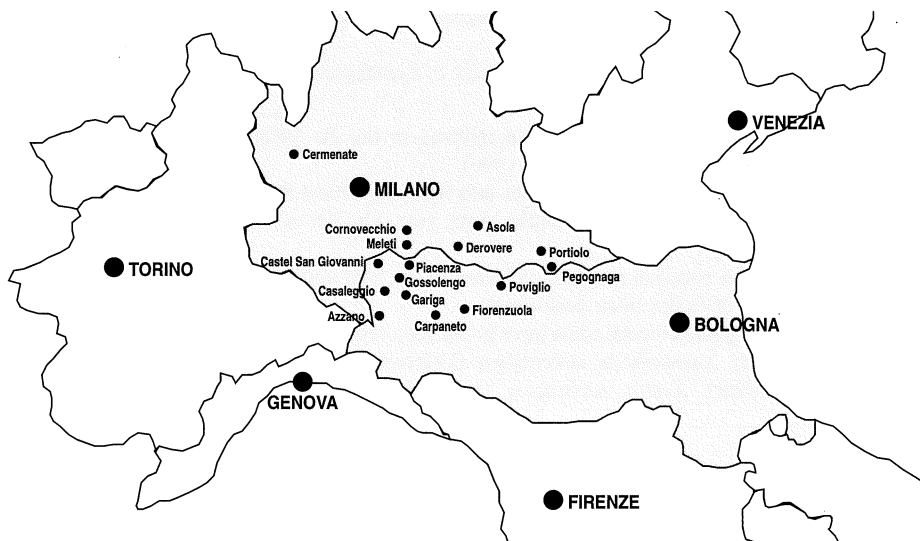 VENEZIA
Cermenate
MILANO
Cornovecchio
Asola
Meleti
Derovere
Portiolo
Castel San Giovanni
Piacenza
TORINO
Pegognaga
Gossolengo
Poviglio
Casaleggio
Gariga
Fiorenzuola
Azzano
Carpaneto
BOLOGNA
GENOVA
FIRENZE